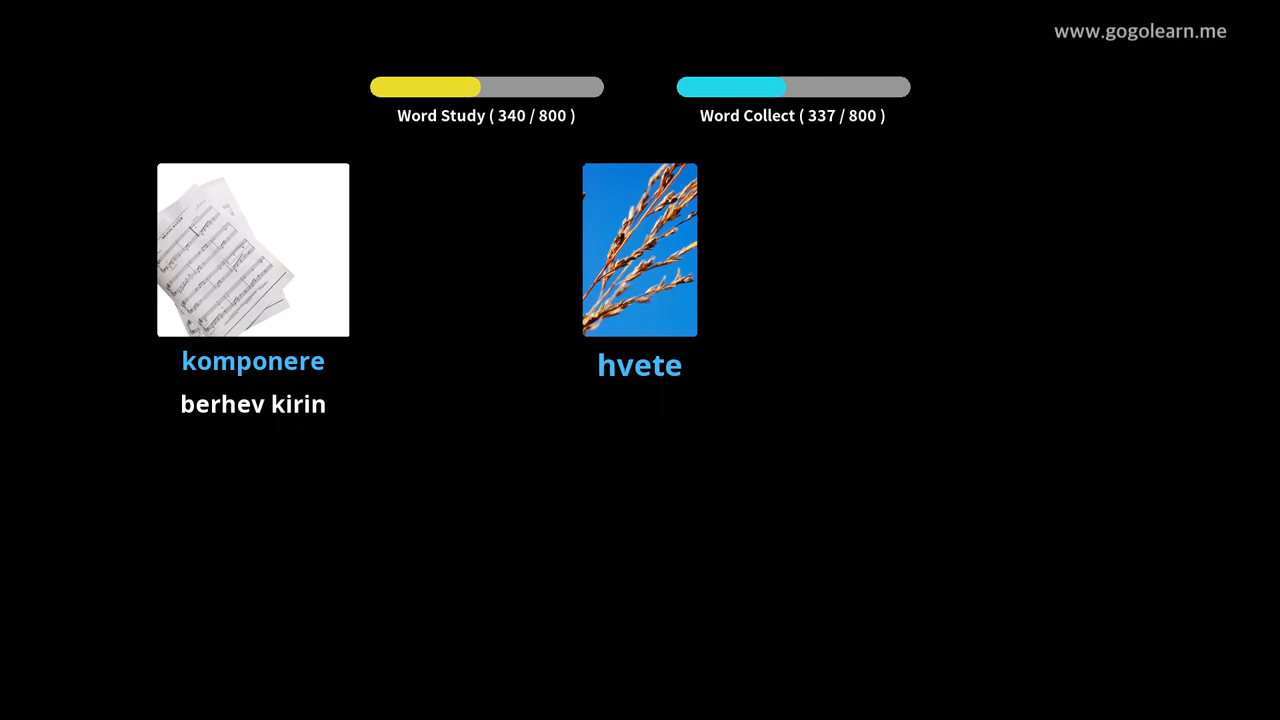 www.gogolearn.me
Word Study ( 340 / 800 )
Word Collect ( 337 / 800 )
komponere
berhev kirin
hvete